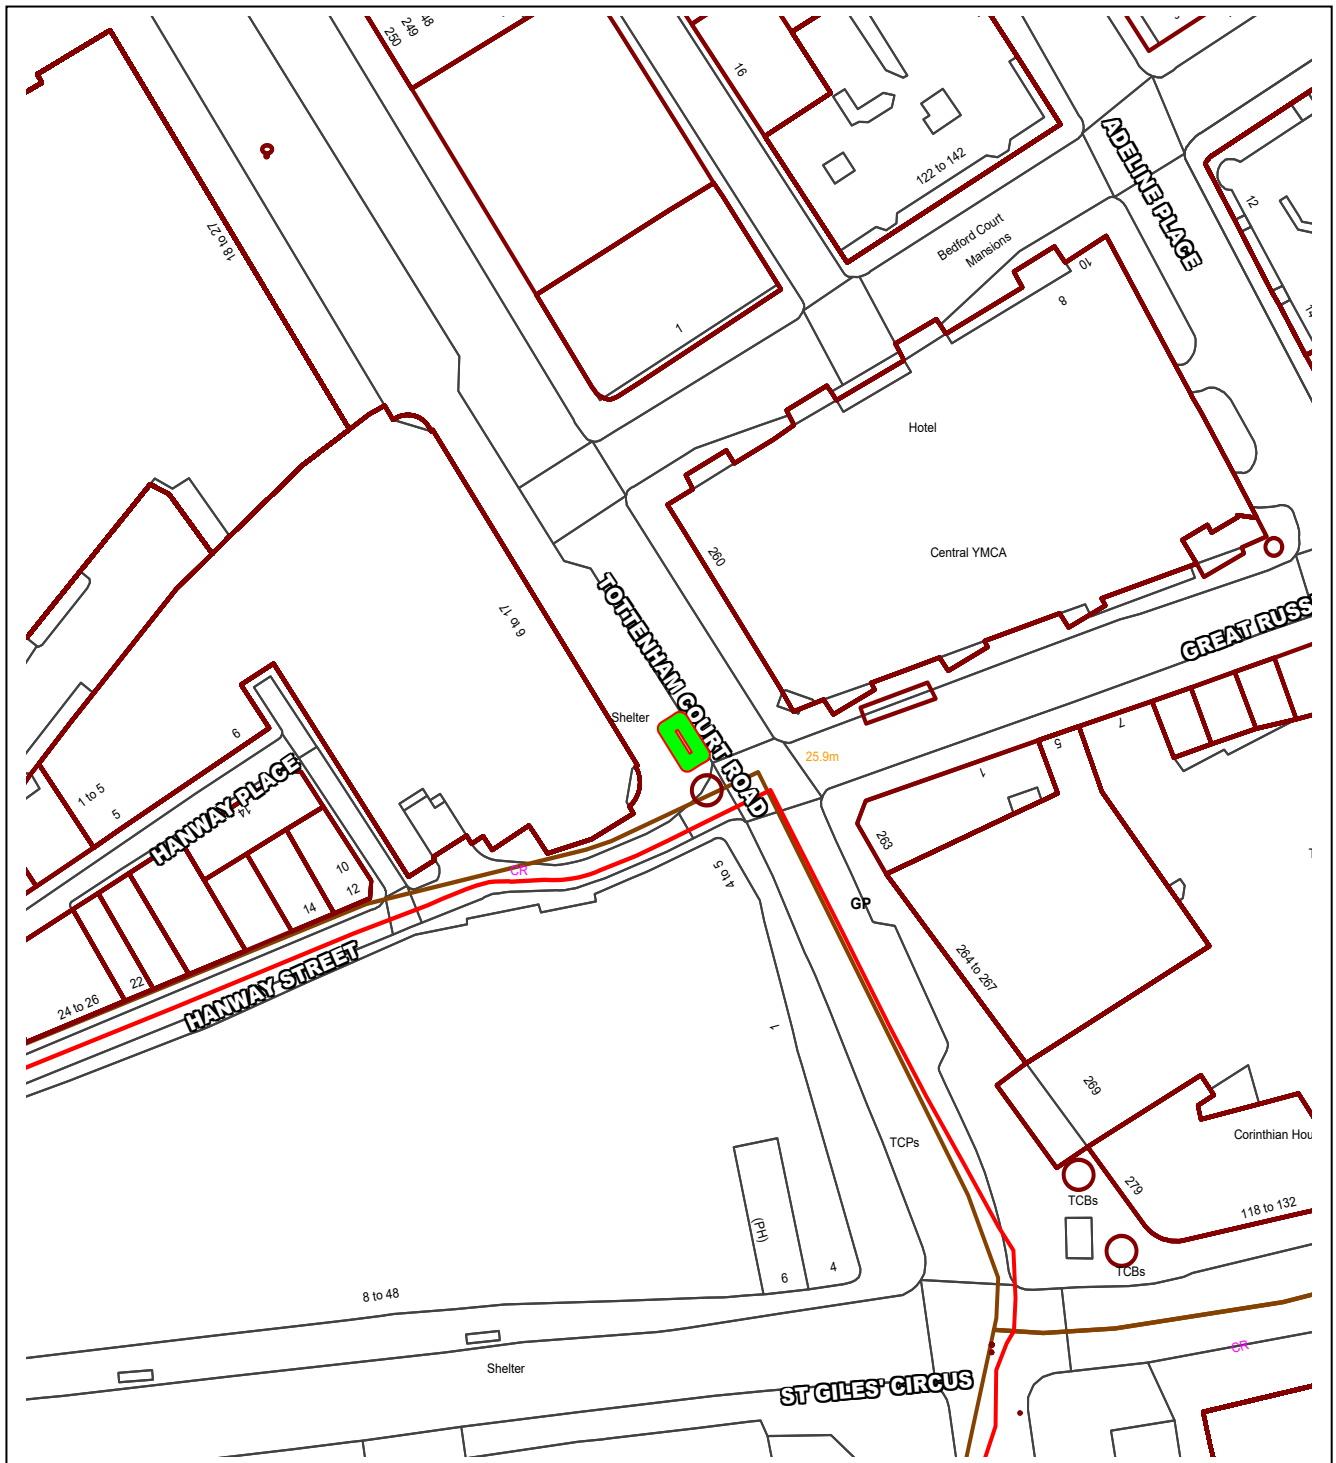 48
249
250
16
122 to 142
ADELINE PLACE
12
18 to 27
Bedford Court
Mansions
10
8
1
Hotel
260
Central YMCA
6 to 17
TOTTENHAM COURT ROAD
GREAT RUSS
Shelter
25.9m
6
HANWAY PLACE
1 to 5
5
14
7
5
1
263
10
12
14
CR
4 to 5
GP
264 to 267
22
24 to 26
HANWAY STREET
1
269
TCPs
Corinthian Hou
279
TCBs
118 to 132
(PH)
TCBs
6
4
8 to 48
CR
Shelter
ST GILES' CIRCUS